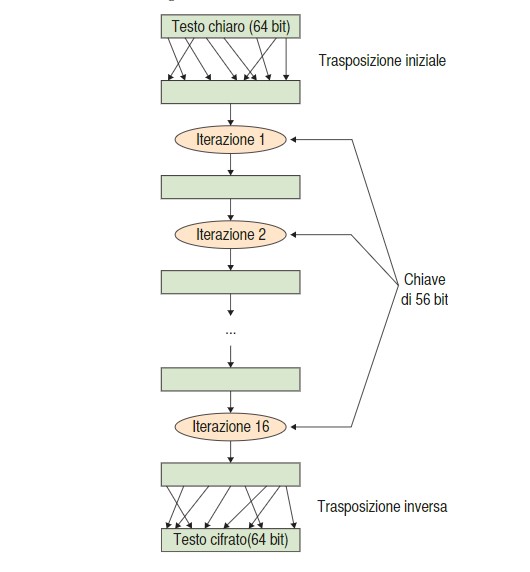 Testo chiaro (64 bit)
Trasposizione iniziale
Iterazione 1
Iterazione 2
Chiave
di 56 bit
...
Iterazione 16
Trasposizione inversa
Testo cifrato(64 bit)